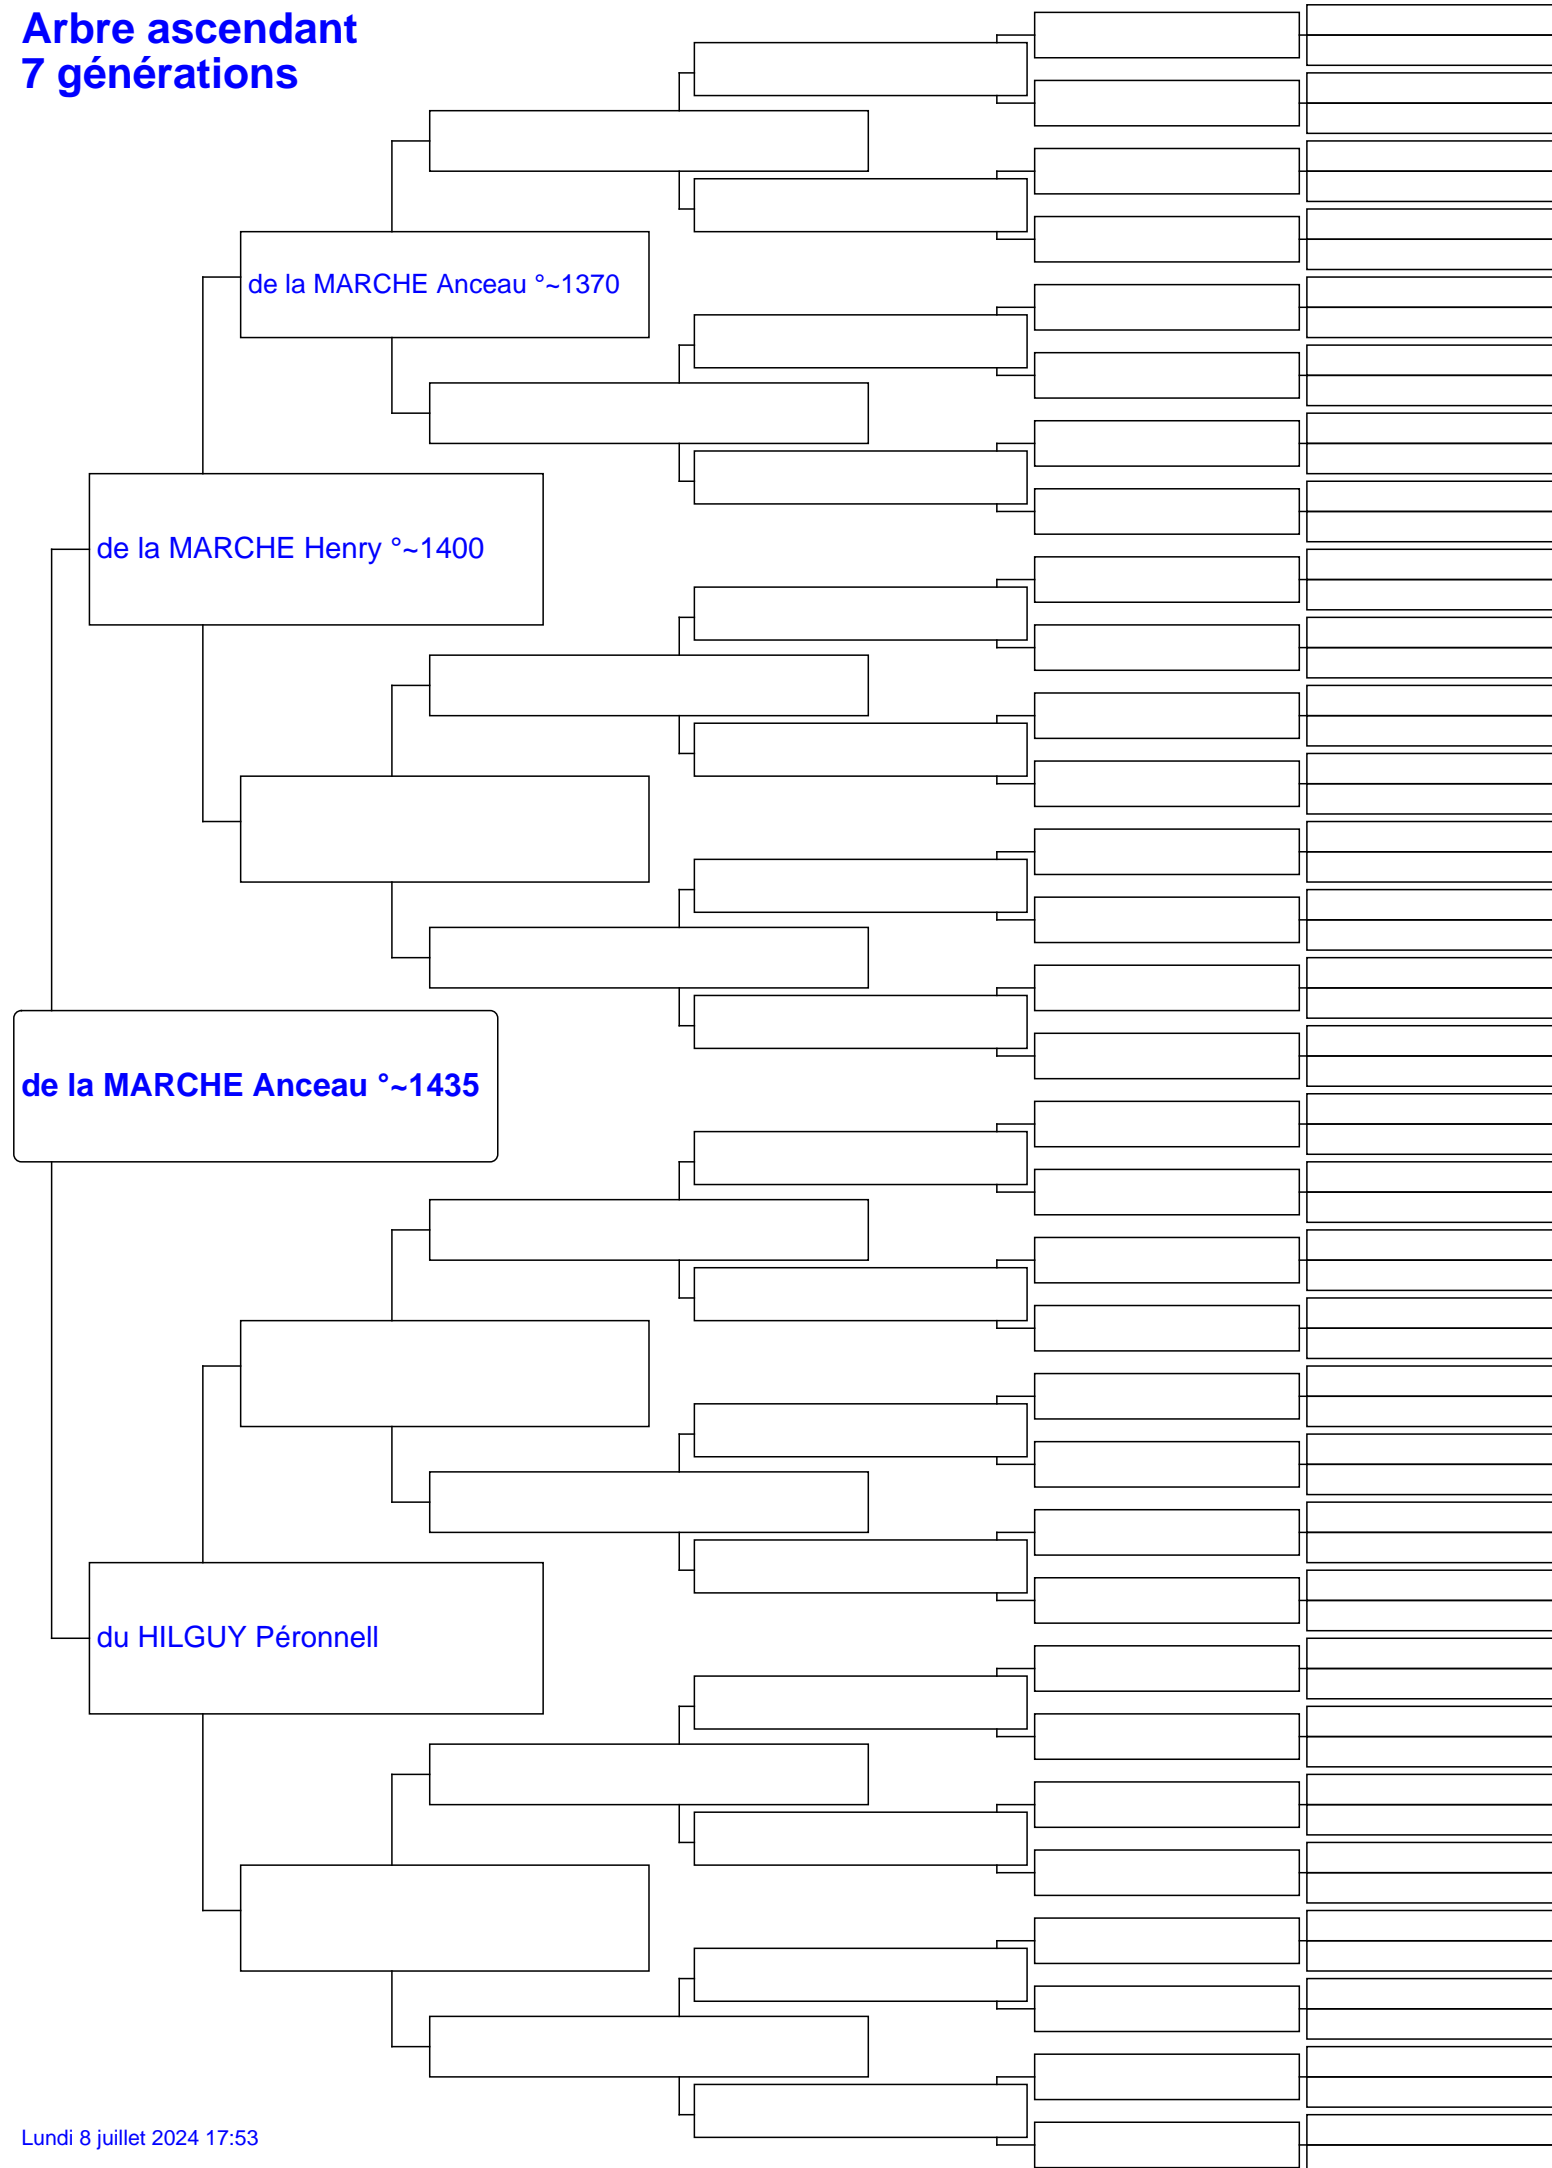 Arbre ascendant
7 générations
de la MARCHE Anceau °~1370
de la MARCHE Henry °~1400
de la MARCHE Anceau °~1435
du HILGUY Péronnell
Lundi 8 juillet 2024 17:53